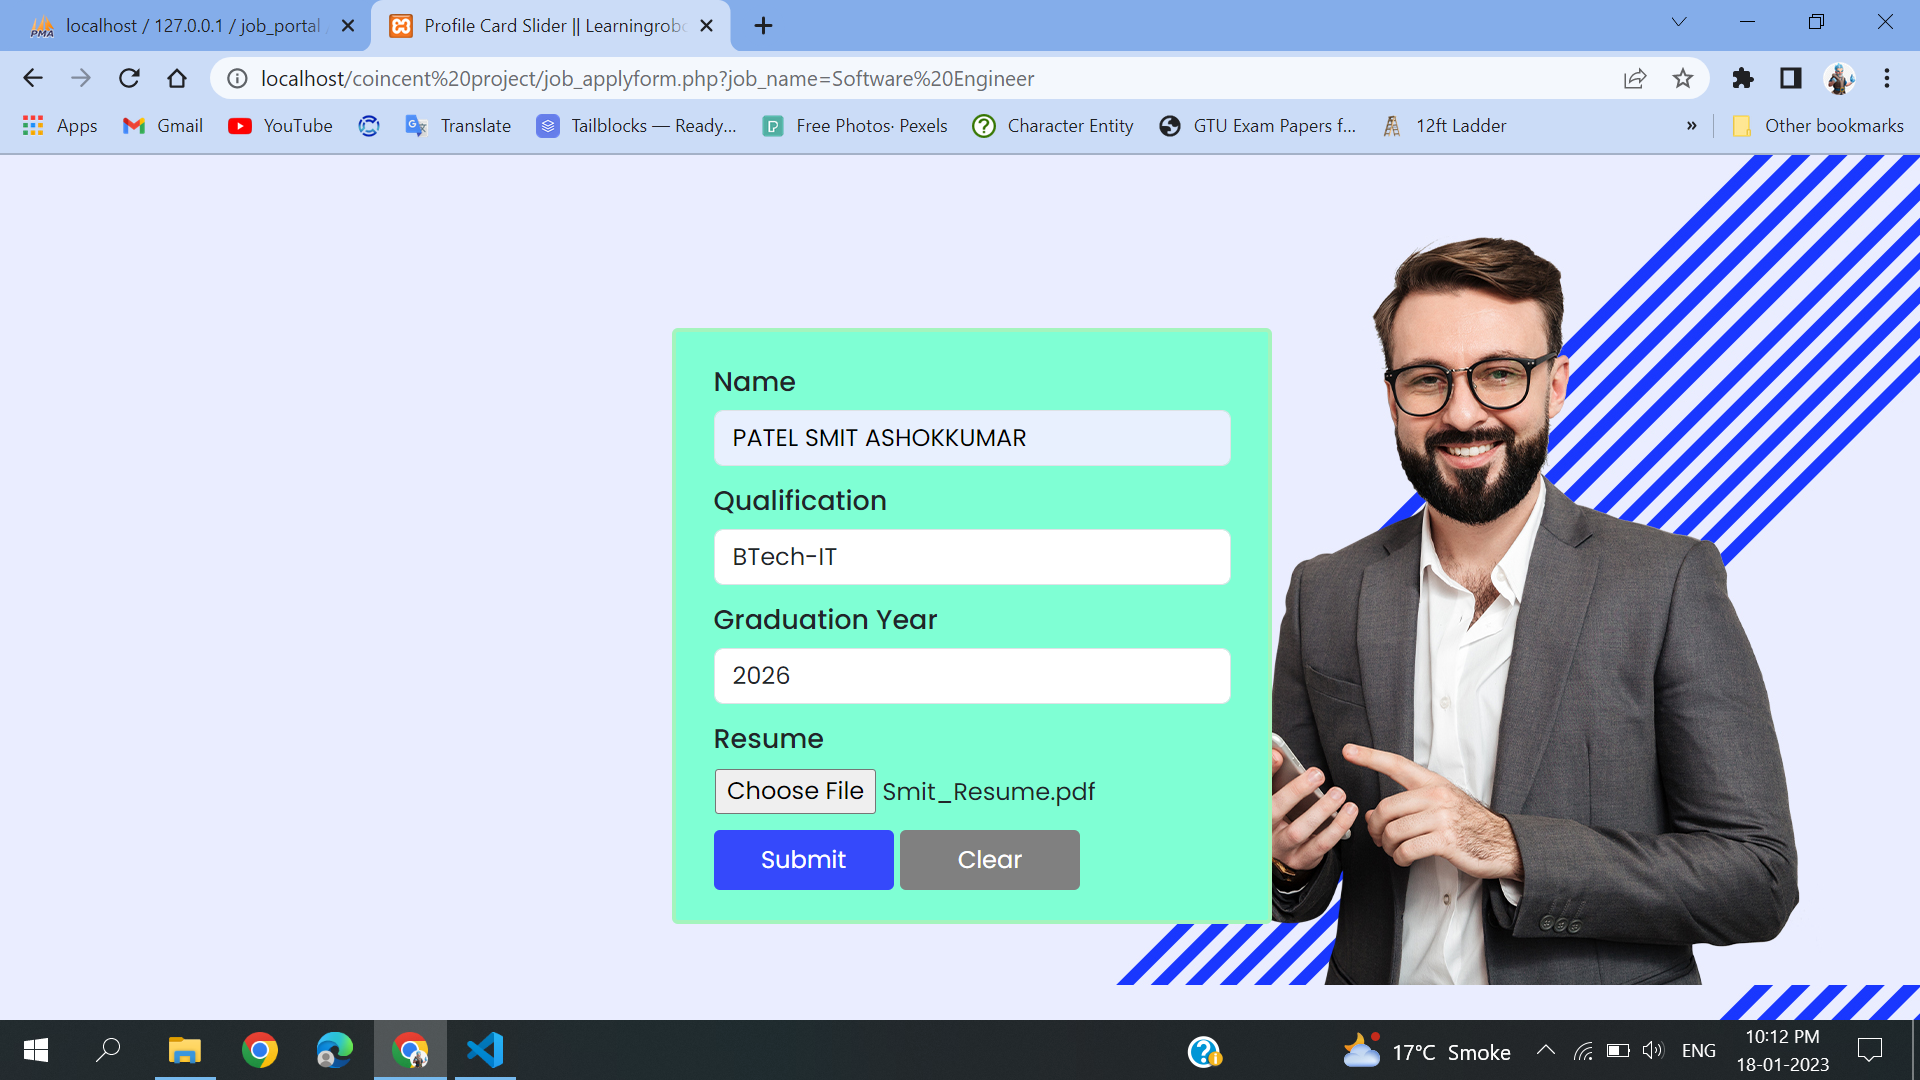 localhost / 127.0.0.1 / job_portal
Profile Card Slider || Learningrob
localhost/coincent%20project/job_applyform.php?job_name=Software%20Engineer
Apps
Gmail
YouTube
Translate
Tailblocks — Ready...
Free Photos· Pexels
Character Entity
GTU Exam Papers f...
12ft Ladder
»
Other bookmarks
Name
PATEL SMIT ASHOKKUMAR
Qualification
BTech-IT
Graduation Year
2026
Resume
Choose File Smit_Resume.pdf
Submit Clear
17°C Smoke
ENG
10:12 PM
18-01-2023